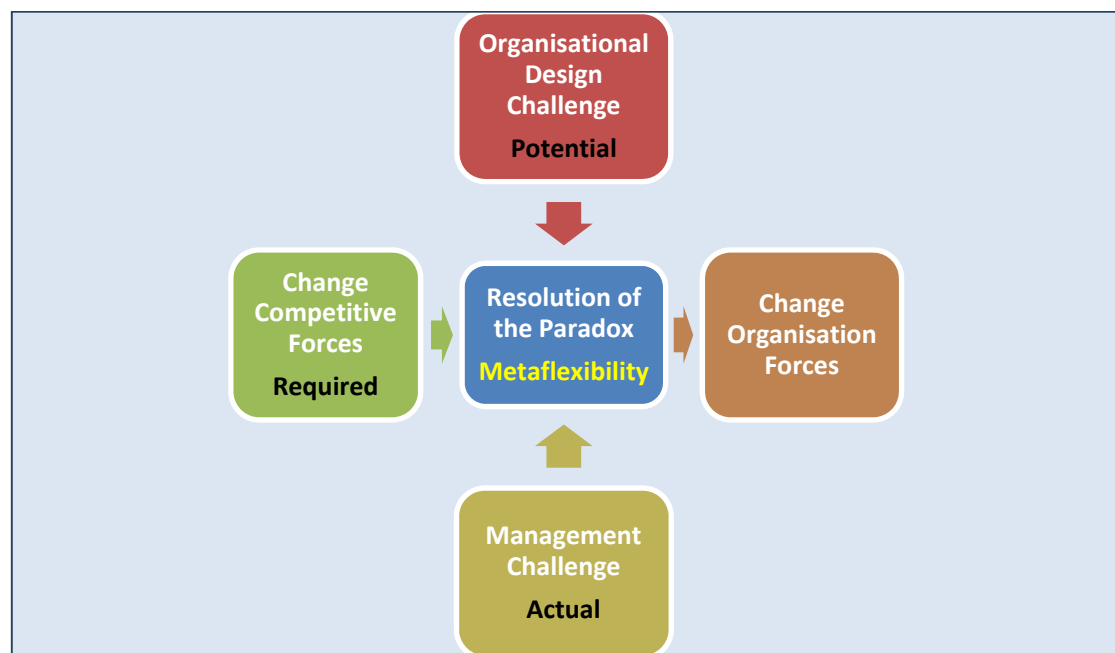 Organisational
Design
Challenge
Potential
Change
Competitive
Forces
Required
Resolution of
the Paradox
Metaflexibility
Change
Organisation
Forces
Management
Challenge
Actual